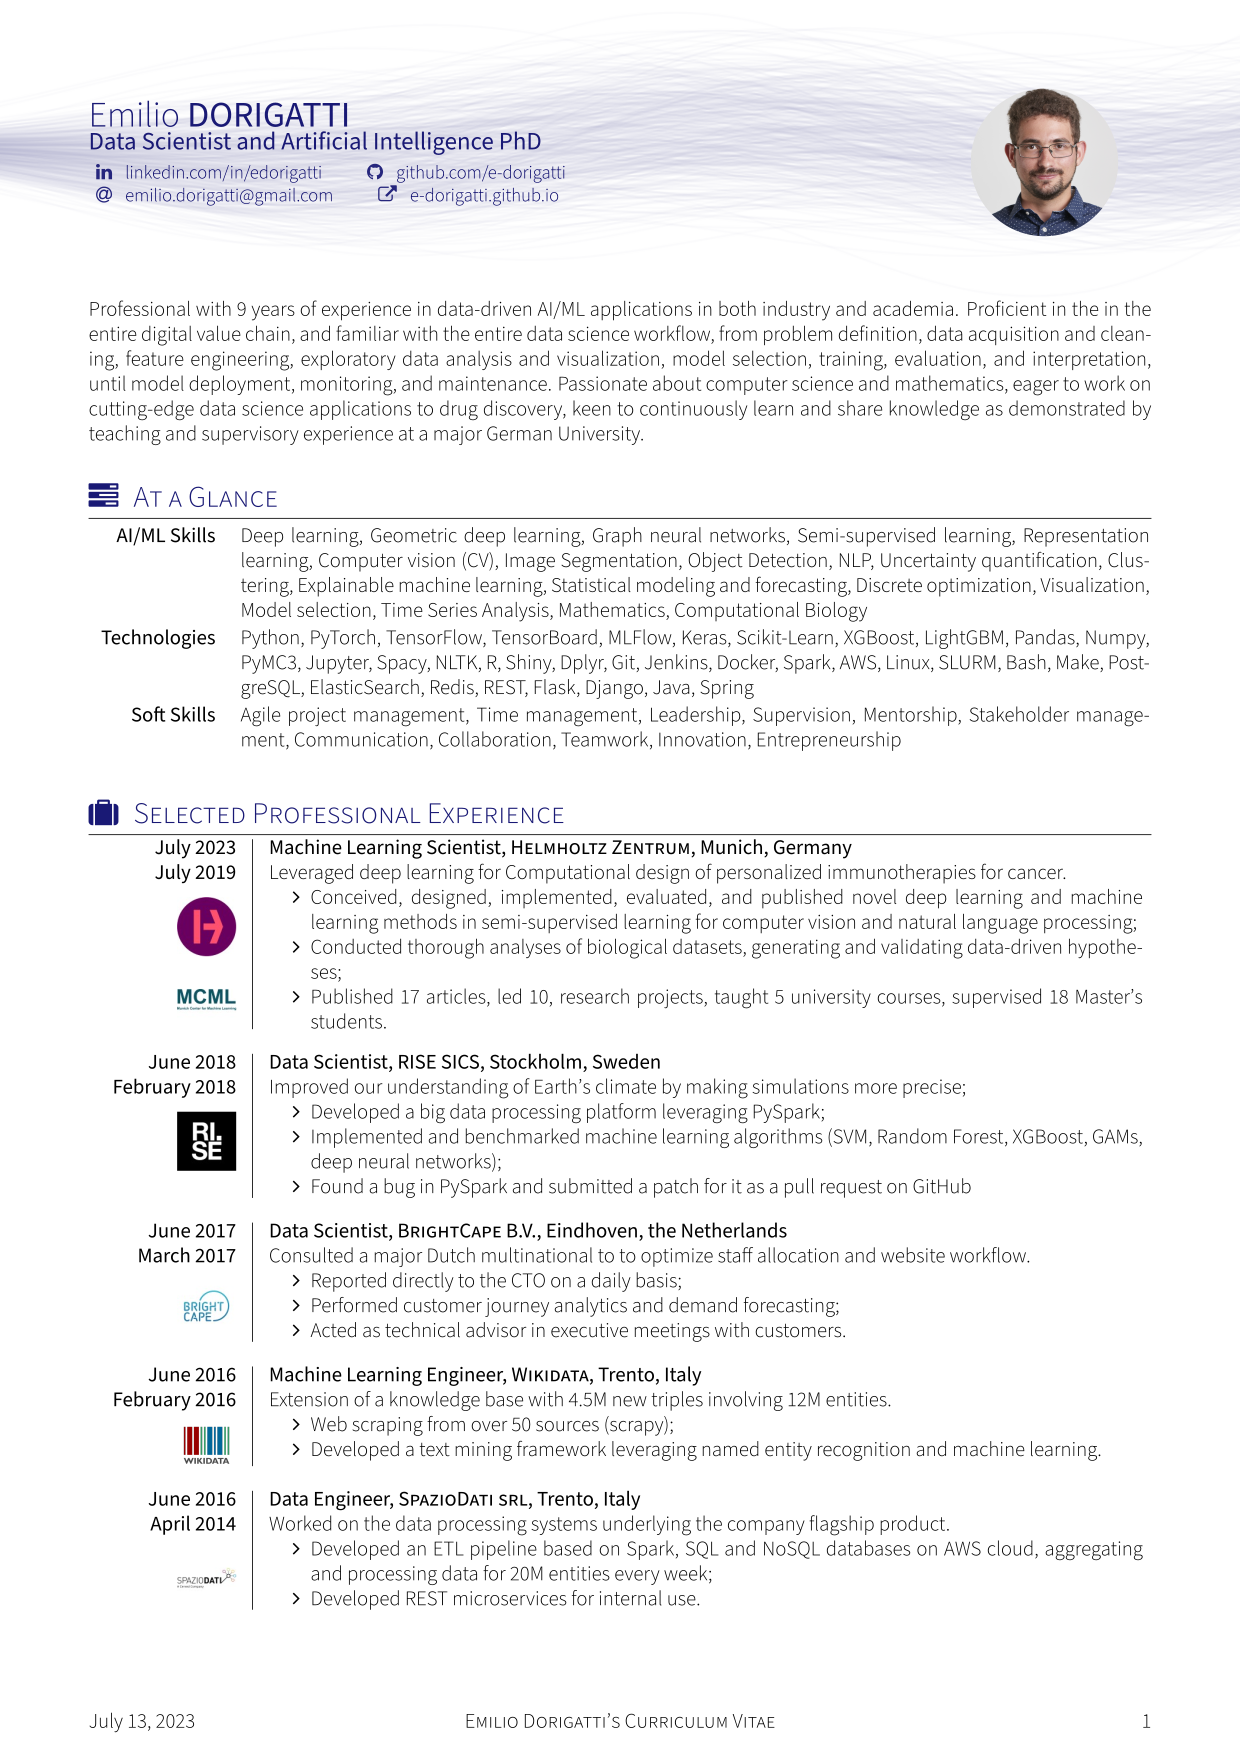 Emilio DORIGATTI
Data Scientist and Artificial Intelligence PhD
linkedin.com/in/edorigatti github.com/e-dorigatti
emilio.dorigatti@gmail.com e-dorigatti.github.io
Professional with 9 years of experience in data-driven AI/ML applications in both industry and academia. Proficient in the in the
entire digital value chain, and familiar with the entire data science workflow, from problem definition, data acquisition and clean-
ing, feature engineering, exploratory data analysis and visualization, model selection, training, evaluation, and interpretation,
until model deployment, monitoring, and maintenance. Passionate about computer science and mathematics, eager to work on
cutting-edge data science applications to drug discovery, keen to continuously learn and share knowledge as demonstrated by
teaching and supervisory experience at a major German University.
AT A GLANCE
AI/ML Skills Deep learning, Geometric deep learning, Graph neural networks, Semi-supervised learning, Representation
learning, Computer vision (CV), Image Segmentation, Object Detection, NLP, Uncertainty quantification, Clus-
tering, Explainable machine learning, Statistical modeling and forecasting, Discrete optimization, Visualization,
Model selection, Time Series Analysis, Mathematics, Computational Biology
Technologies Python, PyTorch, TensorFlow, TensorBoard, MLFlow, Keras, Scikit-Learn, XGBoost, LightGBM, Pandas, Numpy,
PyMC3, Jupyter, Spacy, NLTK, R, Shiny, Dplyr, Git, Jenkins, Docker, Spark, AWS, Linux, SLURM, Bash, Make, Post-
greSQL, ElasticSearch, Redis, REST, Flask, Django, Java, Spring
Soft Skills Agile project management, Time management, Leadership, Supervision, Mentorship, Stakeholder manage-
ment, Communication, Collaboration, Teamwork, Innovation, Entrepreneurship
SELECTED PROFESSIONAL EXPERIENCE
July 2023 Machine Learning Scientist, HELMHOLTZ ZENTRUM, Munich, Germany
July 2019 Leveraged deep learning for Computational design of personalized immunotherapies for cancer.
Conceived, designed, implemented, evaluated, and published novel deep learning and machine
learning methods in semi-supervised learning for computer vision and natural language processing;
Conducted thorough analyses of biological datasets, generating and validating data-driven hypothe-
ses;
MCML
Munich Center for Machine Learning
Published 17 articles, led 10, research projects, taught 5 university courses, supervised 18 Master's
students.
June 2018 Data Scientist, RISE SICS, Stockholm, Sweden
February 2018 Improved our understanding of Earth's climate by making simulations more precise;
RI.
SE
Developed a big data processing platform leveraging PySpark;
Implemented and benchmarked machine learning algorithms (SVM, Random Forest, XGBoost, GAMs,
deep neural networks);
Found a bug in PySpark and submitted a patch for it as a pull request on GitHub
June 2017 Data Scientist, BRIGHTCAPE B.V., Eindhoven, the Netherlands
March 2017 Consulted a major Dutch multinational to to optimize staff allocation and website workflow.
BRIGHT
CAPE
Reported directly to the CTO on a daily basis;
Performed customer journey analytics and demand forecasting;
Acted as technical advisor in executive meetings with customers.
June 2016 Machine Learning Engineer, WIKIDATA, Trento, Italy
February 2016 Extension of a knowledge base with 4.5M new triples involving 12M entities.
Web scraping from over 50 sources (scrapy);
Developed a text mining framework leveraging named entity recognition and machine learning.
WIKIDATA
June 2016 Data Engineer, SPAZIODATI SRL, Trento, Italy
April 2014 Worked on the data processing systems underlying the company flagship product.
Developed an ETL pipeline based on Spark, SQL and NoSQL databases on AWS cloud, aggregating
and processing data for 20M entities every week;
SPAZIODATI
Developed REST microservices for internal use.
July 13, 2023 EMILIO DORIGATTI'S CURRICULUM VITAE 1